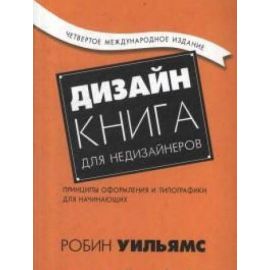 ЧЕТВЕРТОЕ МЕЖДУНАРОДНОЕ ИЗДАНИЕ
ДИЗАЙН
КНИГА
ДЛЯ НЕДИЗАЙНЕРОВ
ПРИНЦИПЫ ОФОРМЛЕНИЯ И ТИПОГРАФИКИ
ДЛЯ НАЧИНАЮЩИХ
РОБИН УИЛЬЯМС